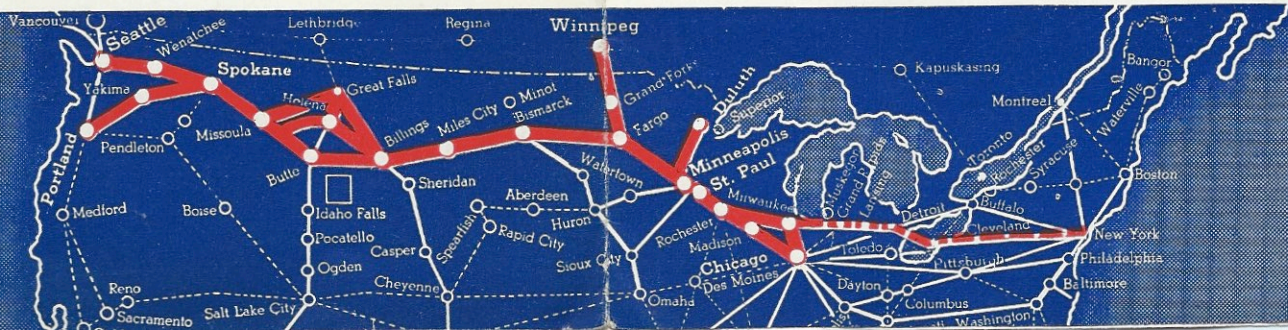 Vancouver
Seattle
Wenatchee
Yakima
Spokane
Portland
Pendleton
Missoula
Lethbridge
Regina
Helena
Great Falls
Butte
Billings
Miles City
Minot
Bismarck
Winnipeg
Grand Forks
Fargo
Duluth
Superior
Minneapolis
St. Paul
Kapuskasing
Montreal
Bangor
Waterville
Toronto
Rochester
Syracuse
Boston
Buffalo
Medford
Boise
Idaho Falls
Pocatello
Ogden
Reno
Sacramento
Salt Lake City
Sheridan
Casper
Cheyenne
Spearfish
Rapid City
Aberdeen
Huron
Watertown
Sioux City
Omaha
Rochester
Madison
Milwaukee
Muskegon
Grand Rapids
Lansing
Chicago
Des Moines
Detroit
Toledo
Cleveland
Pittsburgh
Dayton
Columbus
New York
Philadelphia
Baltimore
Washington